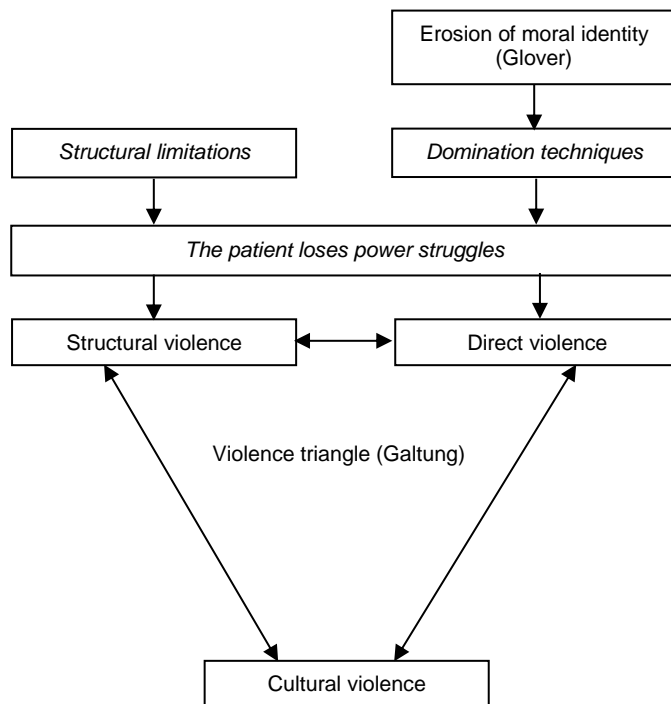 Erosion of moral identity
(Glover)
Structural limitations
Domination techniques
The patient loses power struggles
Structural violence
Direct violence
Violence triangle (Galtung)
Cultural violence